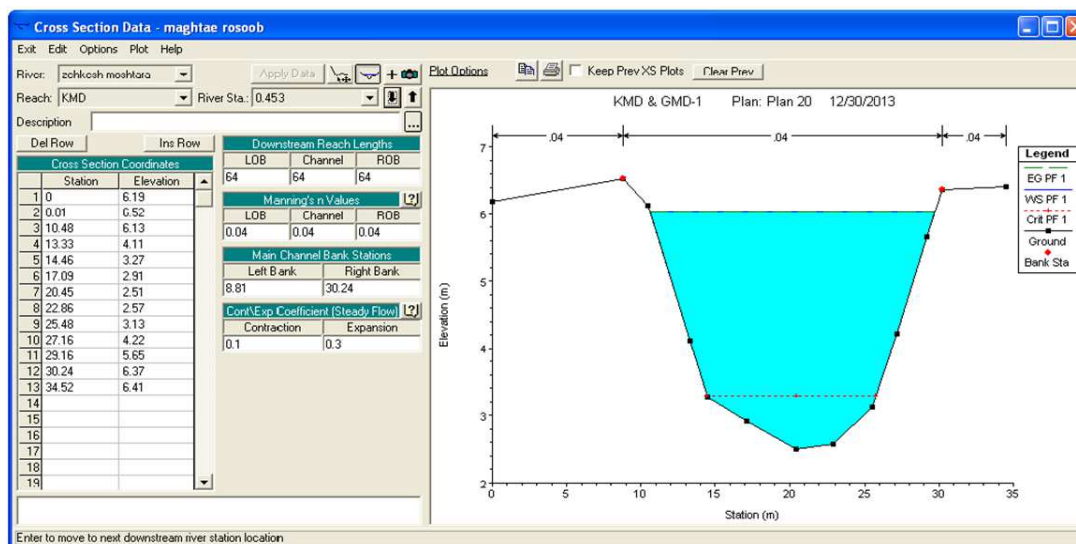 Cross Section Data - maghtae rosoob
Exit Edit Options Plot Help
River: zehkesh moshtara
Apply Data
Plot Options
Keep Prev XS Plots
Clear Prev
Reach: KMD
River Sta.: 0.453
Description
...
Del Row
Ins Row
Cross Section Coordinates
Station Elevation
1 0 6.19
2 0.01 6.52
3 10.48 6.13
4 13.33 4.11
5 14.46 3.27
6 17.09 2.91
7 20.45 2.51
8 22.86 2.57
9 25.48 3.13
10 27.16 4.22
11 29.16 5.65
12 30.24 6.37
13 34.52 6.41
14
15
16
17
18
19
Downstream Reach Lengths
LOB Channel ROB
64 64 64
Manning's n Values
?
LOB Channel ROB
0.04 0.04 0.04
Main Channel Bank Stations
Left Bank Right Bank
8.81 30.24
Cont\Exp Coefficient (Steady Flow)
?
Contraction Expansion
0.1 0.3
KMD & GMD-1 Plan: Plan 20 12/30/2013
.04 .04 .04
7
6
5
4
3
2
Elevation (m)
0 5 10 15 20 25 30 35
Station (m)
Legend
EG PF 1
WS PF 1
Crit PF 1
Ground
Bank Sta
Enter to move to next downstream river station location